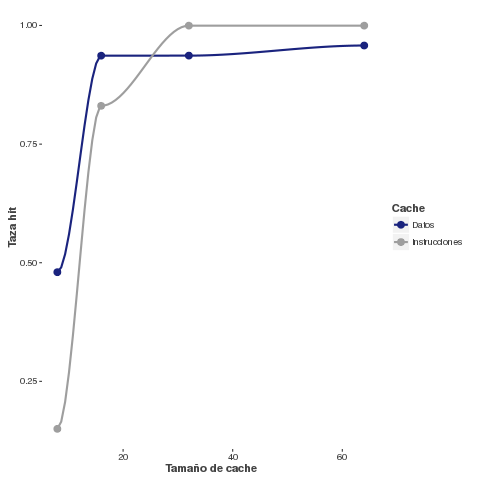 1.00
0.75
0.50
0.25
Taza hit
20
40
60
Tamaño de cache
Cache
Datos
Instrucciones